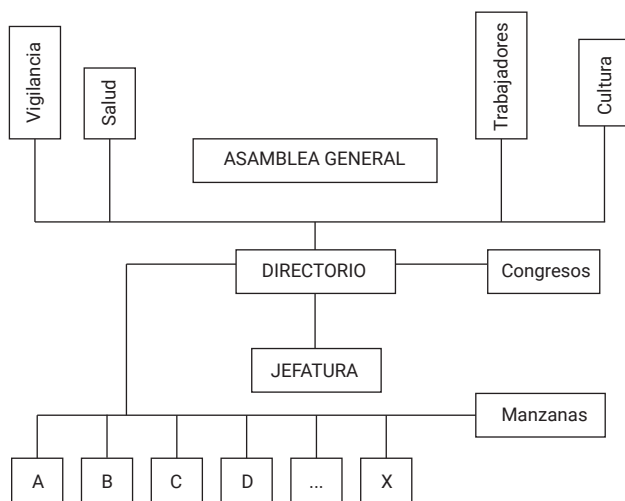 Vigilancia
Salud
Trabajadores
Cultura
ASAMBLEA GENERAL
DIRECTORIO
Congresos
JEFATURA
Manzanas
A
B
C
D
...
X